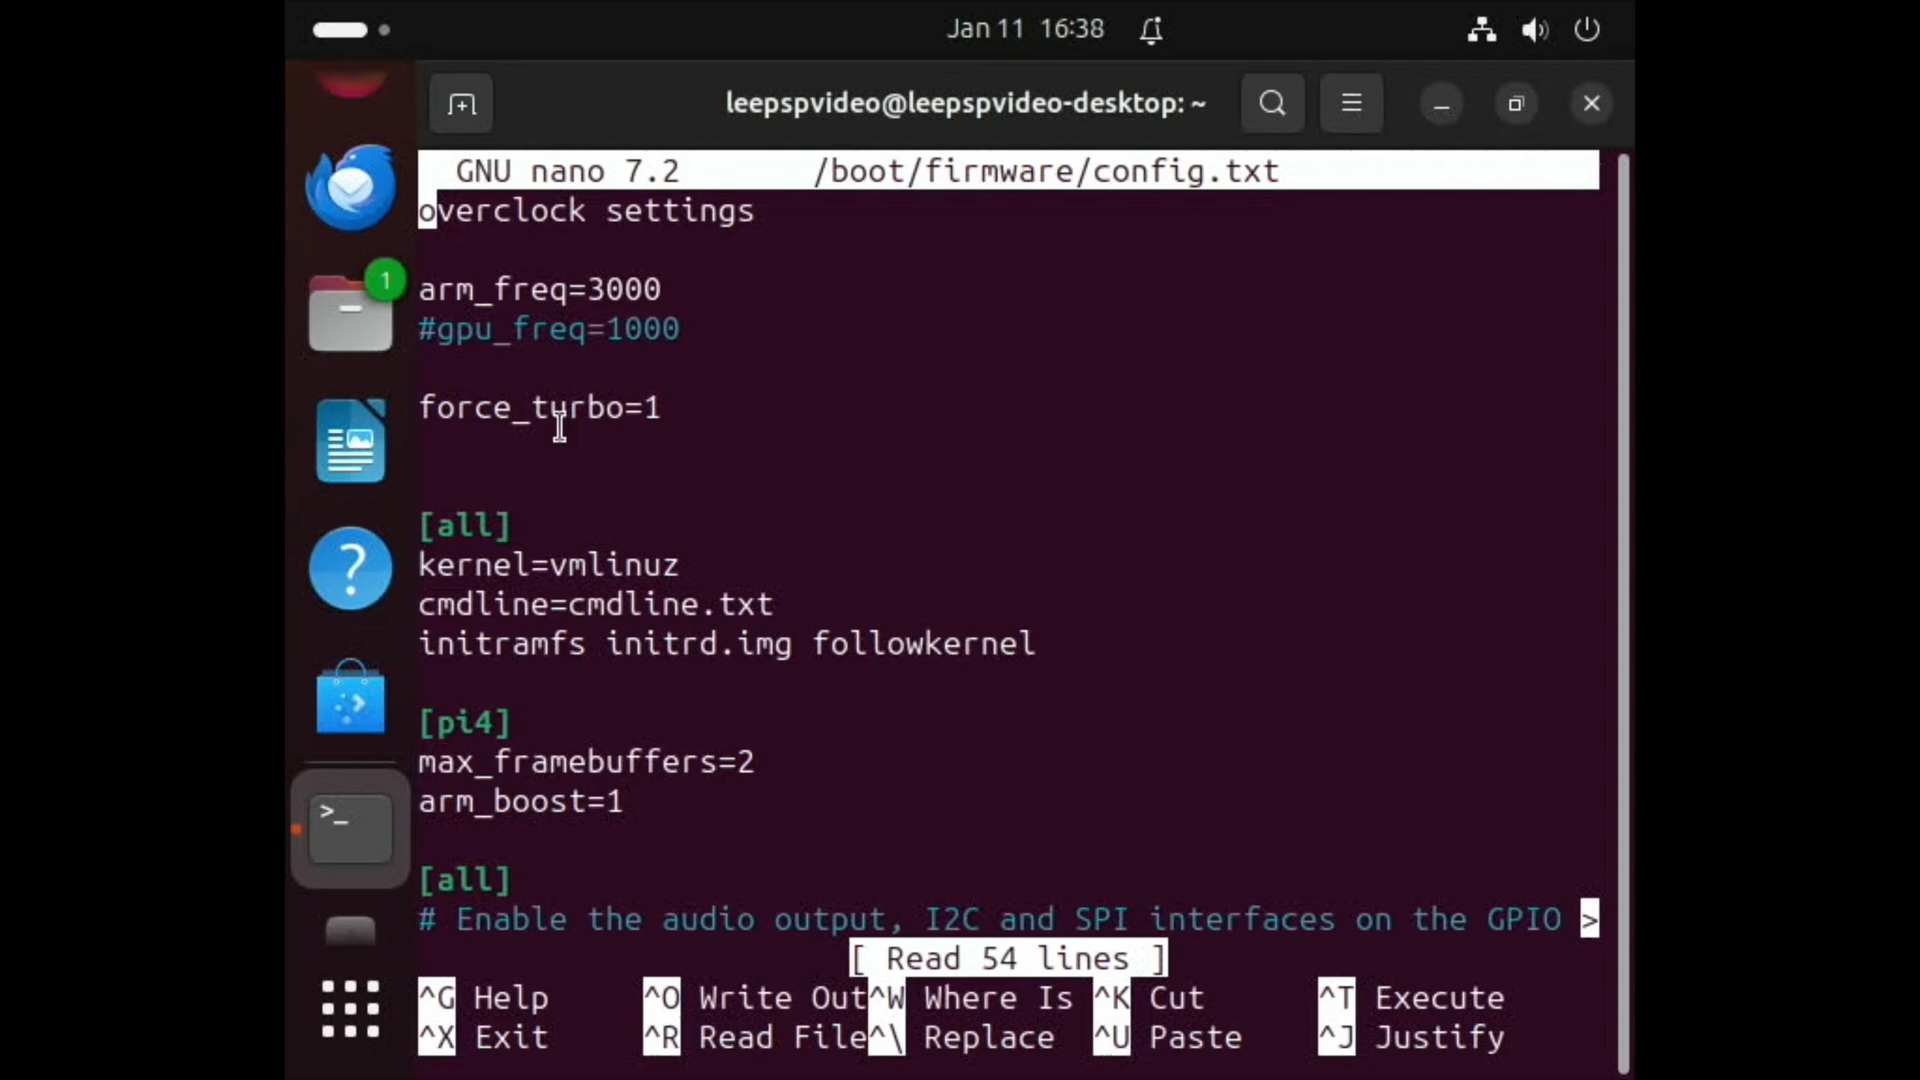 Jan 11 16:38
leepspvideo@leepspvideo-desktop: ~
GNU nano 7.2 /boot/firmware/config.txt
overclock settings
arm_freq=3000
#gpu_freq=1000
force_turbo=1
[all]
kernel=vmlinuz
cmdline=cmdline.txt
initramfs initrd.img followkernel
[pi4]
max_framebuffers=2
arm_boost=1
[all]
# Enable the audio output, I2C and SPI interfaces on the GPIO >
[ Read 54 lines ]
^G Help ^O Write Out ^W Where Is ^K Cut ^T Execute
^X Exit ^R Read File ^\ Replace ^U Paste ^J Justify
1
?
>_